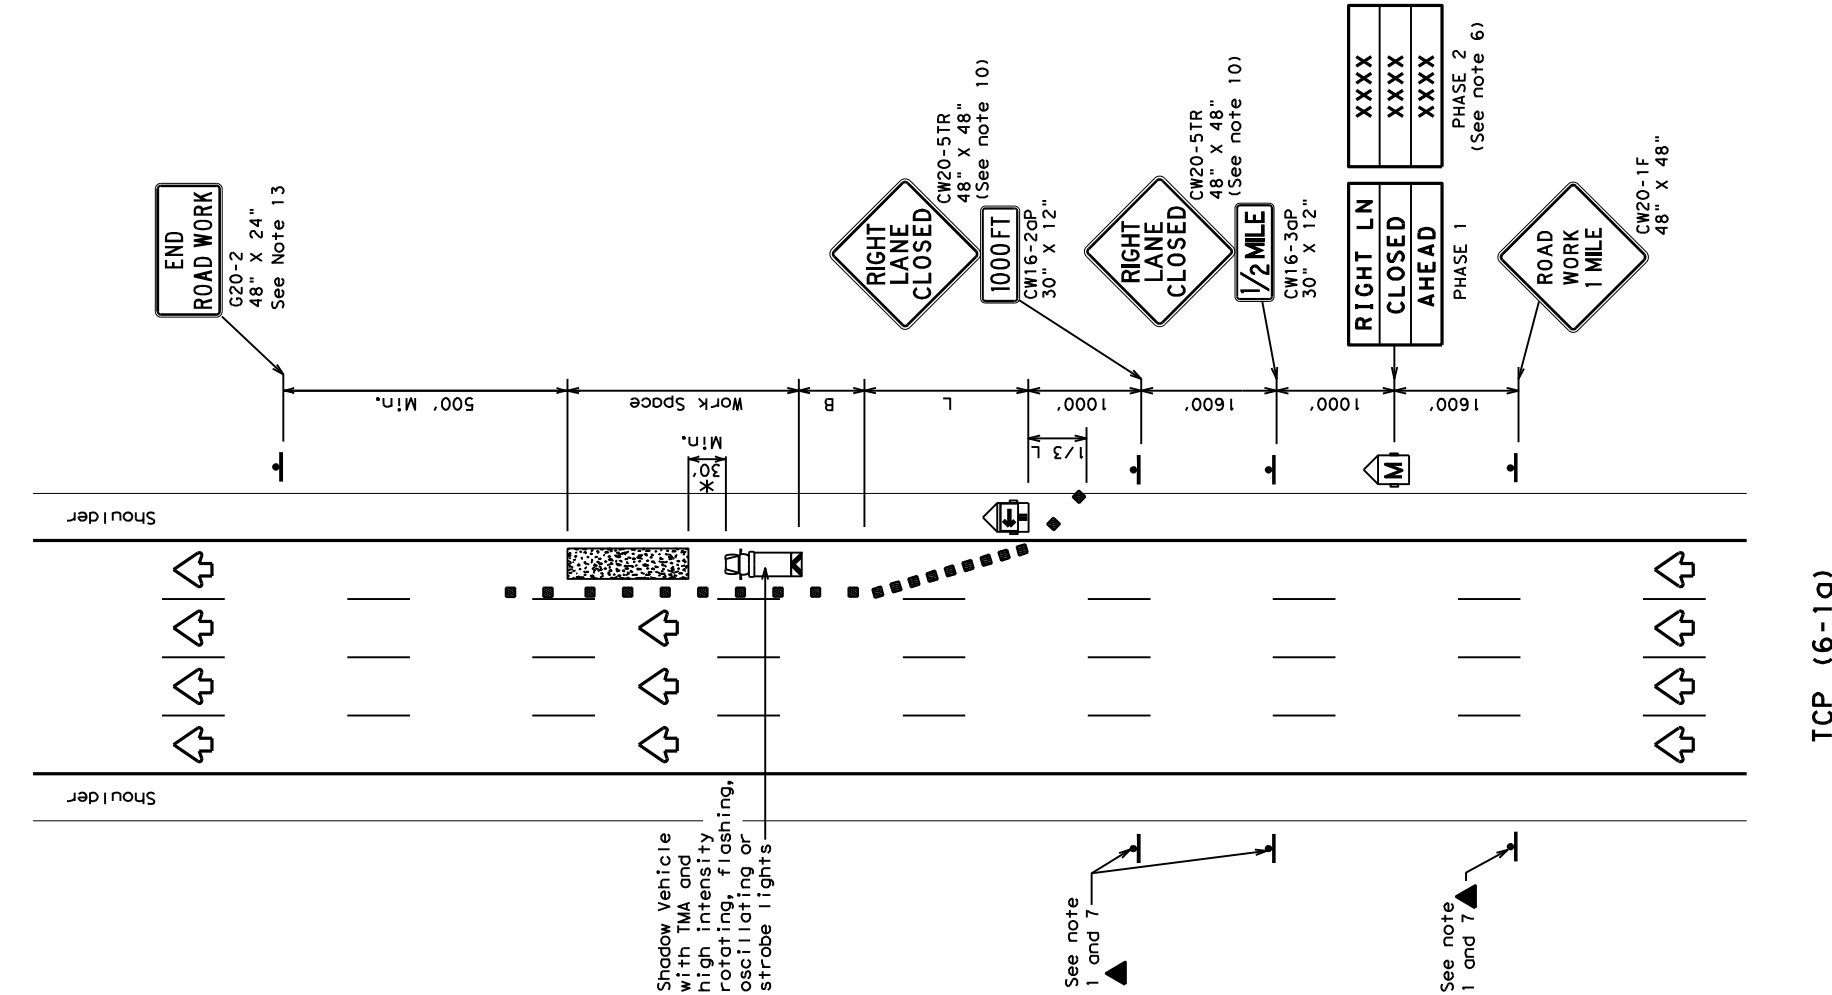 END
ROAD WORK
G20-2
48" X 24"
See Note 13
RIGHT
LANE
CLOSED
CW20-5TR
48" X 48"
(See note 10)
1000 FT
CW16-2aP
30" X 12"
RIGHT
LANE
CLOSED
CW20-5TR
48" X 48"
(See note 10)
1/2 MILE
CW16-3aP
30" X 12"
XXXX
XXXX
XXXX
PHASE 2
(See note 6)
RIGHT LN
CLOSED
AHEAD
PHASE 1
ROAD
WORK
1 MILE
CW20-1F
48" X 48"
500' Min.
Work Space
B
L
1000'
1600'
1000'
1600'
Min.
30'
*
1/3 L
M
Shoulder
Shoulder
Shadow Vehicle
with TMA and
high intensity
rotating, flashing,
oscillating or
strobe lights
See note
1 and 7
See note
1 and 7
TCP (6-1a)